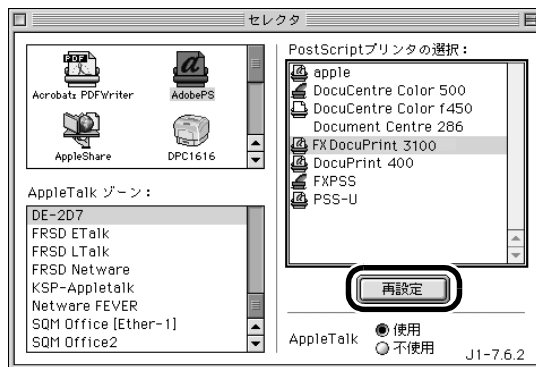 セレクタ
PDF
Acrobat™ PDFWriter
AdobePS
AppleShare
DPC1616
AppleTalk ゾーン：
DE-2D7
FRSD ETalk
FRSD LTalk
FRSD Netware
KSP-Appletalk
Netware FEVER
SQM Office [Ether-1]
SQM Office2
PostScriptプリンタの選択：
apple
DocuCentre Color 500
DocuCentre Color f450
Document Centre 286
FX DocuPrint 3100
DocuPrint 400
FXPSS
PSS-U
再設定
AppleTalk
使用
不使用
J1-7.6.2